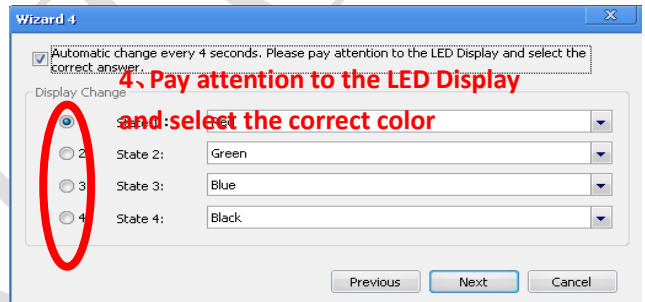 Wizard 4
Automatic change every 4 seconds. Please pay attention to the LED Display and select the
correct answer.
4、Pay attention to the LED Display
Display Change
and select the correct color
State 1: Red
2 State 2: Green
3 State 3: Blue
4 State 4: Black
Previous Next Cancel